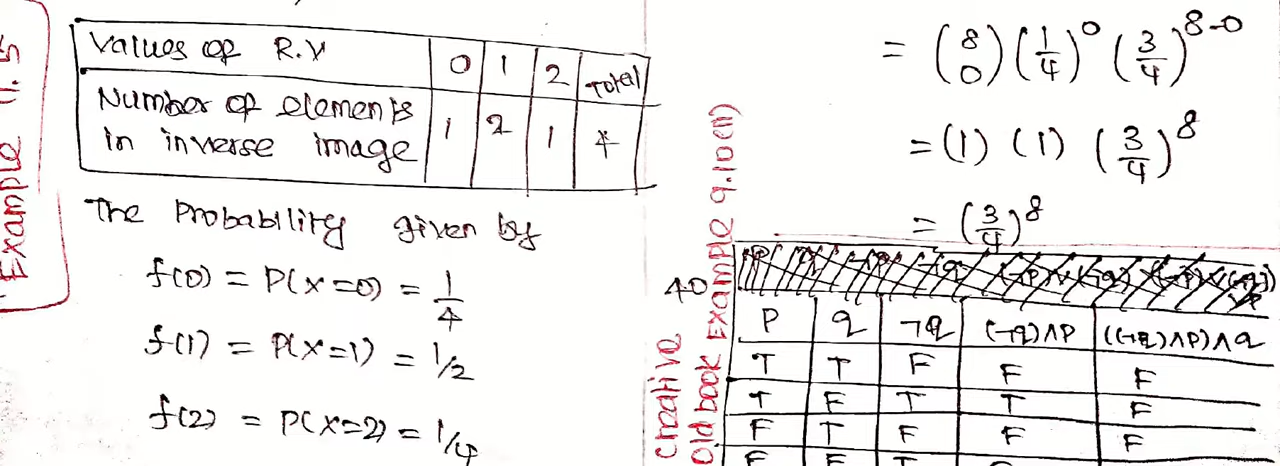 Example 11.5
Values of R.V 0 1 2 Total
Number of elements
in inverse image 1 2 1 4
The Probability given by
f(0) = P(X=0) = 1/4
f(1) = P(X=1) = 1/2
f(2) = P(X=2) = 1/4
= (8 0) (1/4)^0 (3/4)^8-0
= (1) (1) (3/4)^8
= (3/4)^8
creative
Old book Example 9.10(ii)
40
P q ¬q (¬q)∧P ((¬q)∧P)∧q
T T F F F
T F T T F
F T F F F
F F T